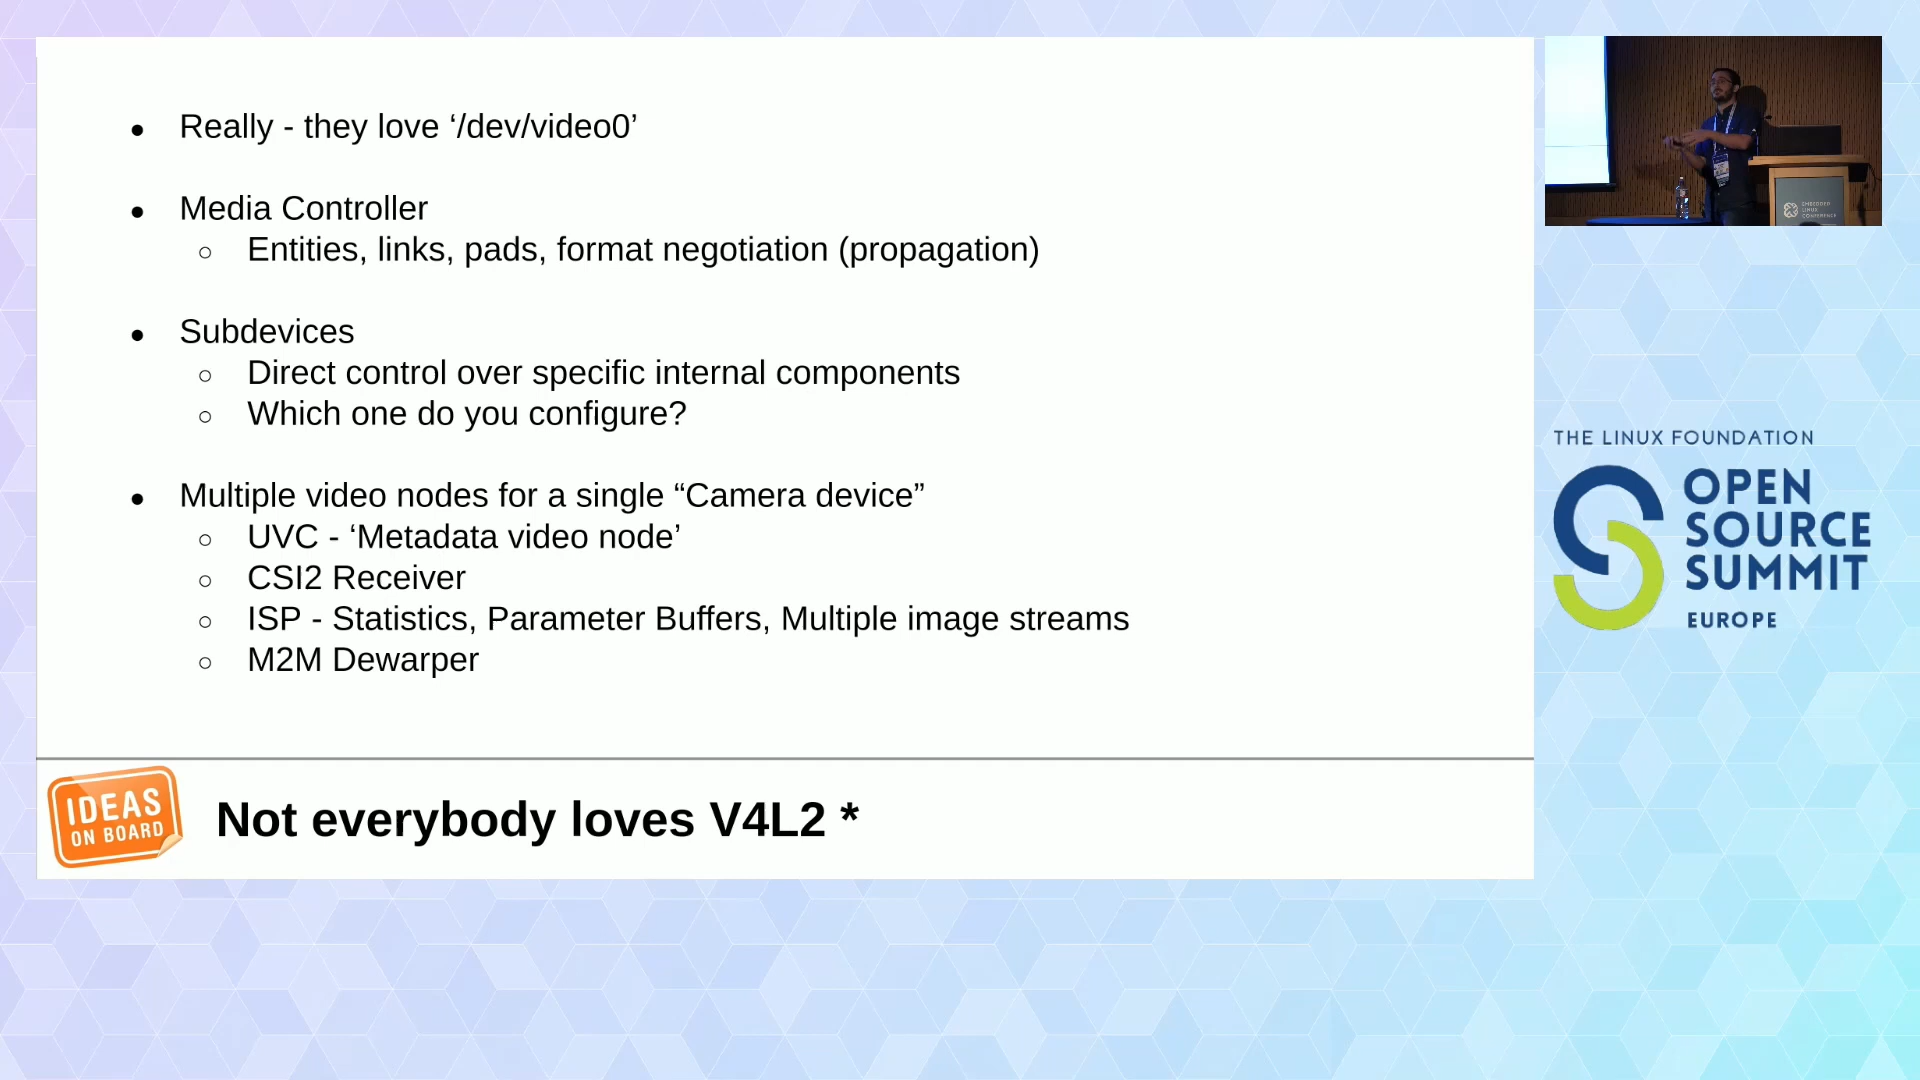 ● Really - they love ‘/dev/video0’
● Media Controller
○ Entities, links, pads, format negotiation (propagation)
● Subdevices
○ Direct control over specific internal components
○ Which one do you configure?
● Multiple video nodes for a single “Camera device”
○ UVC - ‘Metadata video node’
○ CSI2 Receiver
○ ISP - Statistics, Parameter Buffers, Multiple image streams
○ M2M Dewarper
IDEAS
ON BOARD
Not everybody loves V4L2 *
EMBEDDED
LINUX
CONFERENCE
THE LINUX FOUNDATION
OPEN
SOURCE
SUMMIT
EUROPE